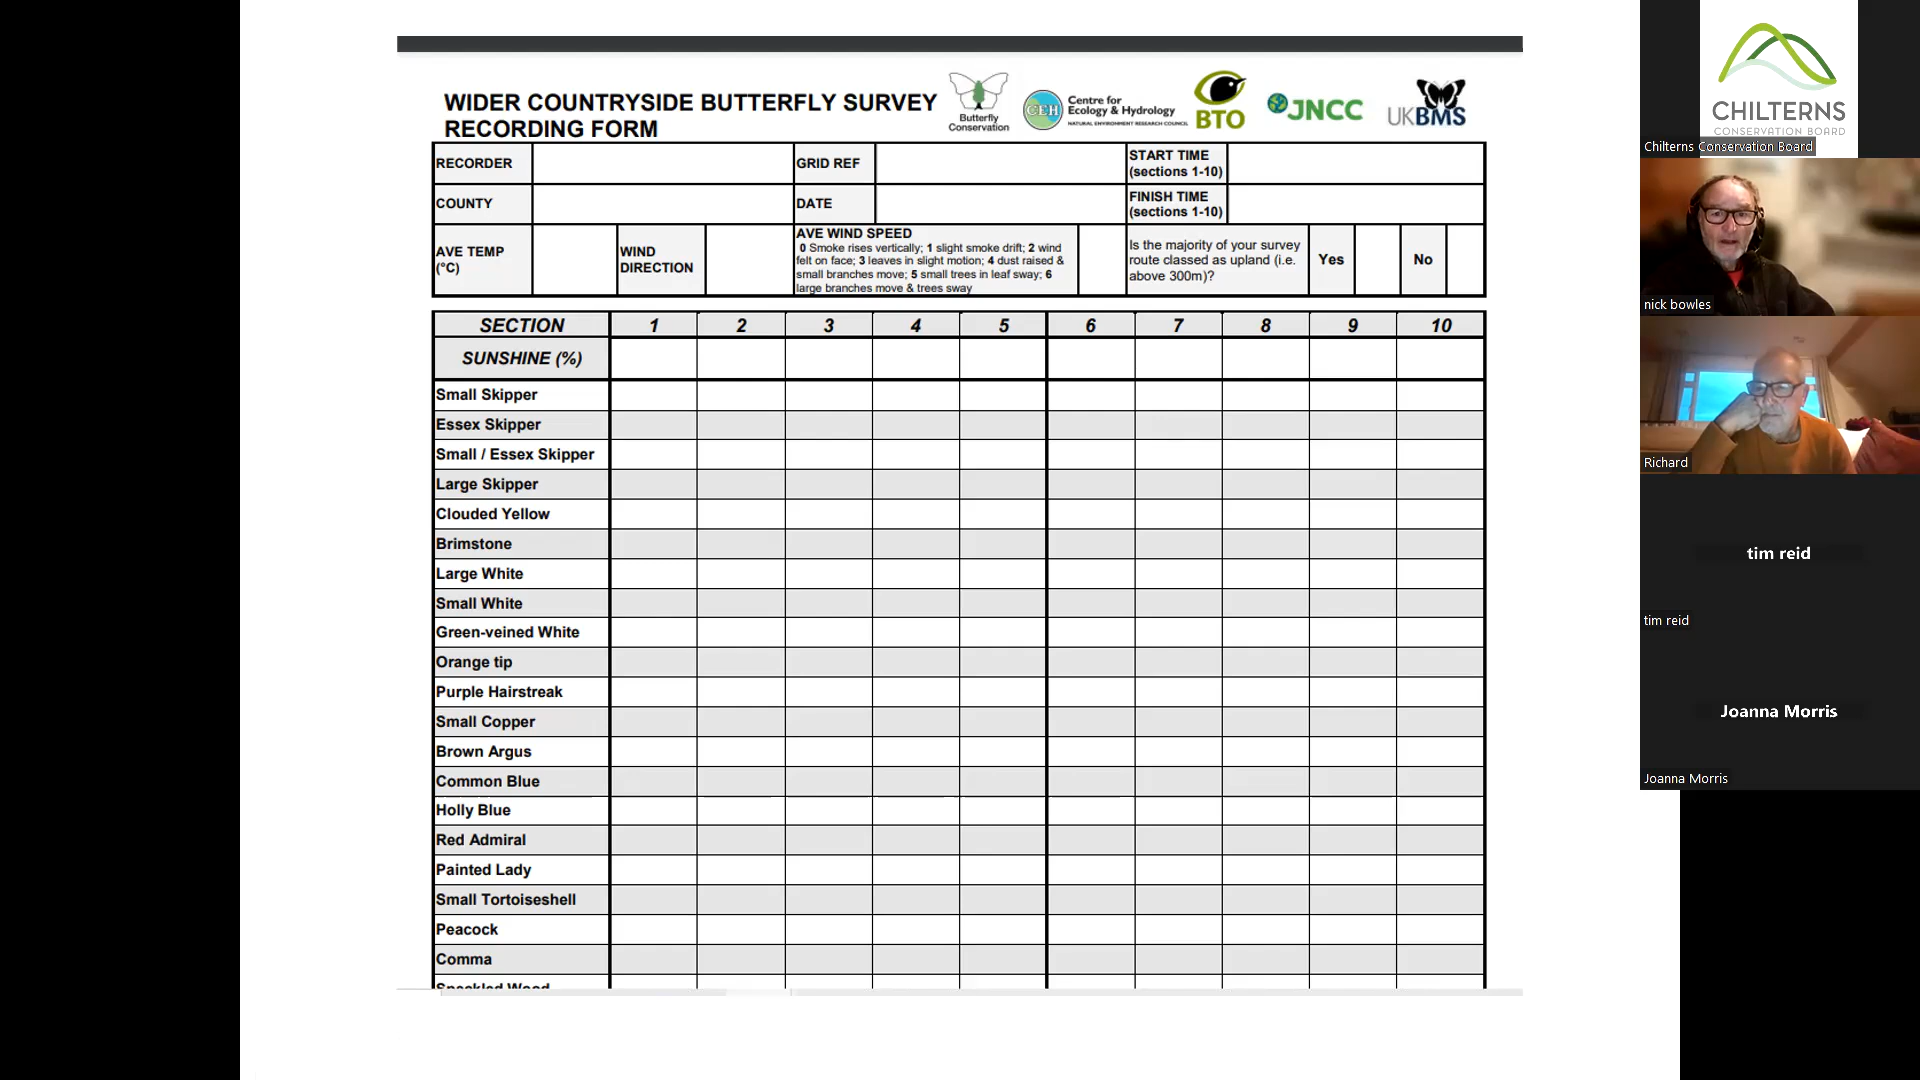 WIDER COUNTRYSIDE BUTTERFLY SURVEY
RECORDING FORM
Butterfly
Conservation
CEH
Centre for
Ecology & Hydrology
NATURAL ENVIRONMENT RESEARCH COUNCIL
BTO
JNCC
UKBMS
RECORDER
GRID REF
START TIME
(sections 1-10)
COUNTY
DATE
FINISH TIME
(sections 1-10)
AVE TEMP
(°C)
WIND
DIRECTION
AVE WIND SPEED
0 Smoke rises vertically; 1 slight smoke drift; 2 wind
felt on face; 3 leaves in slight motion; 4 dust raised &
small branches move; 5 small trees in leaf sway; 6
large branches move & trees sway
Is the majority of your survey
route classed as upland (i.e.
above 300m)?
Yes
No
SECTION 1 2 3 4 5 6 7 8 9 10
SUNSHINE (%)
Small Skipper
Essex Skipper
Small / Essex Skipper
Large Skipper
Clouded Yellow
Brimstone
Large White
Small White
Green-veined White
Orange tip
Purple Hairstreak
Small Copper
Brown Argus
Common Blue
Holly Blue
Red Admiral
Painted Lady
Small Tortoiseshell
Peacock
Comma
Speckled Wood
CHILTERNS
CONSERVATION BOARD
Chilterns Conservation Board
nick bowles
Richard
tim reid
tim reid
Joanna Morris
Joanna Morris